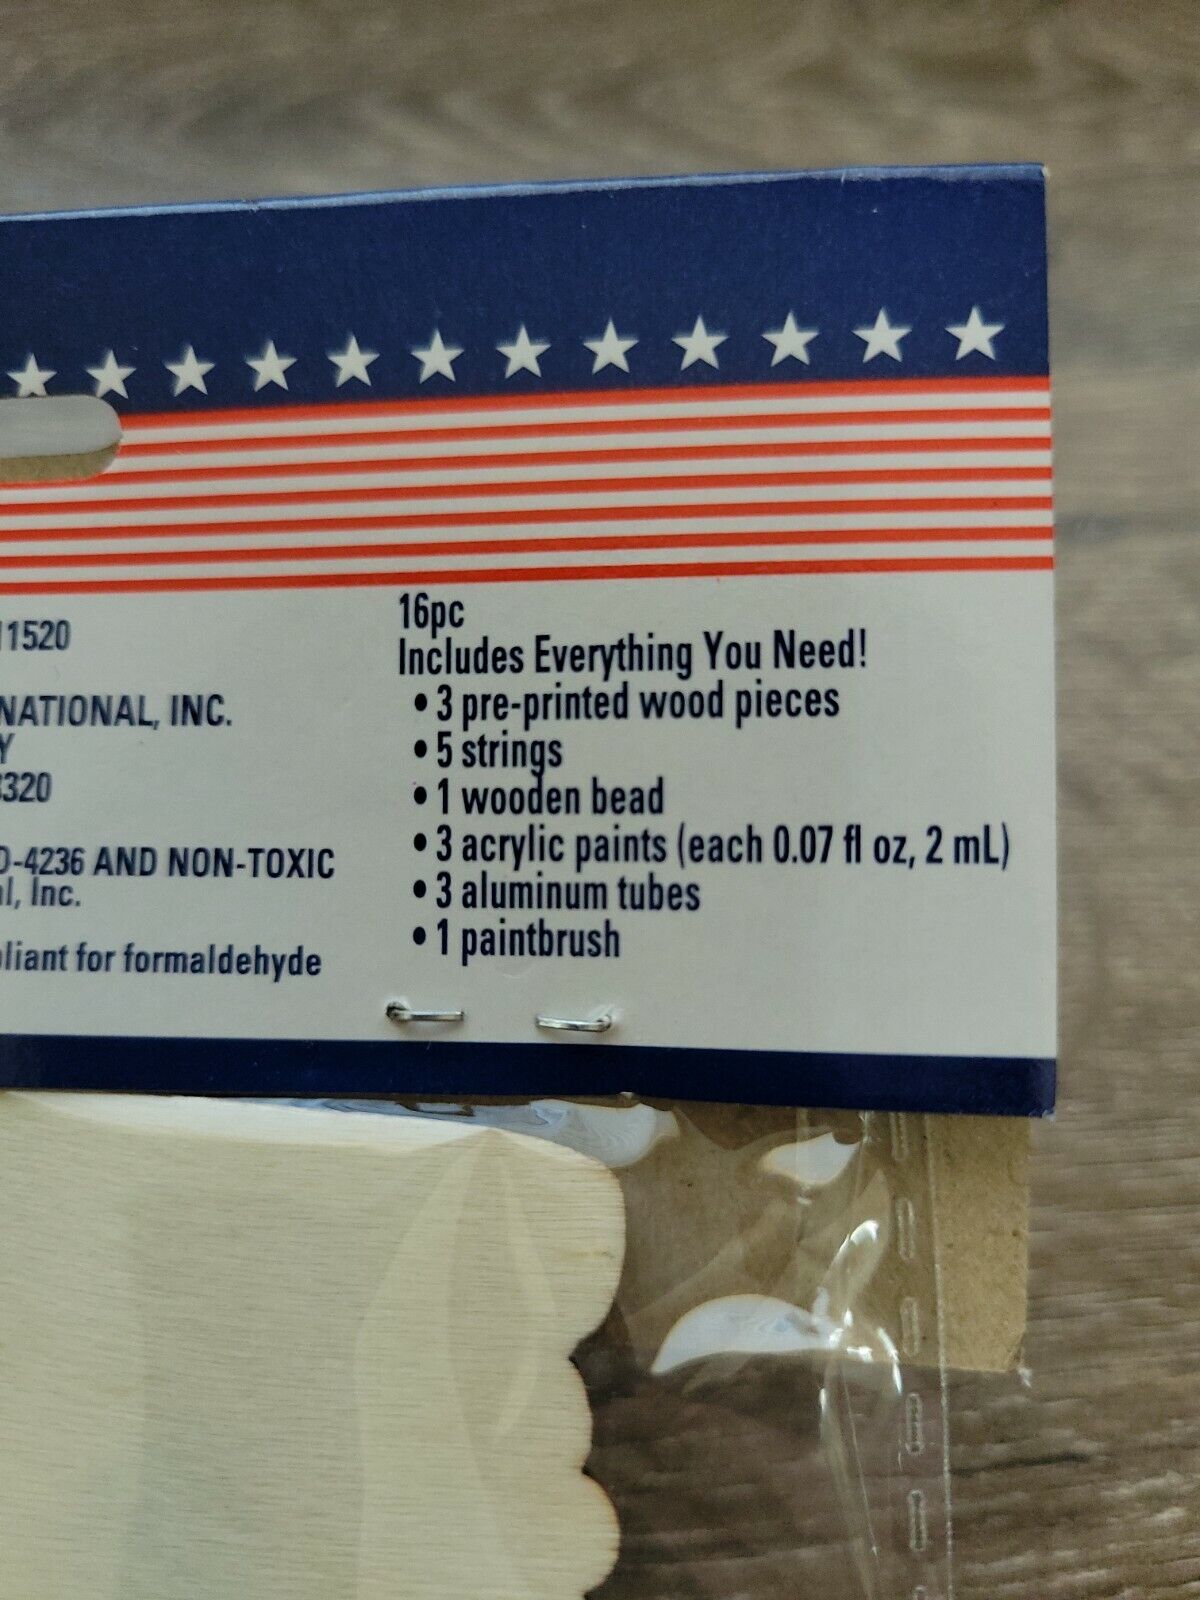 11520
NATIONAL, INC.
Y
3320
D-4236 AND NON-TOXIC
al, Inc.
pliant for formaldehyde
16pc
Includes Everything You Need!
• 3 pre-printed wood pieces
• 5 strings
• 1 wooden bead
• 3 acrylic paints (each 0.07 fl oz, 2 mL)
• 3 aluminum tubes
• 1 paintbrush